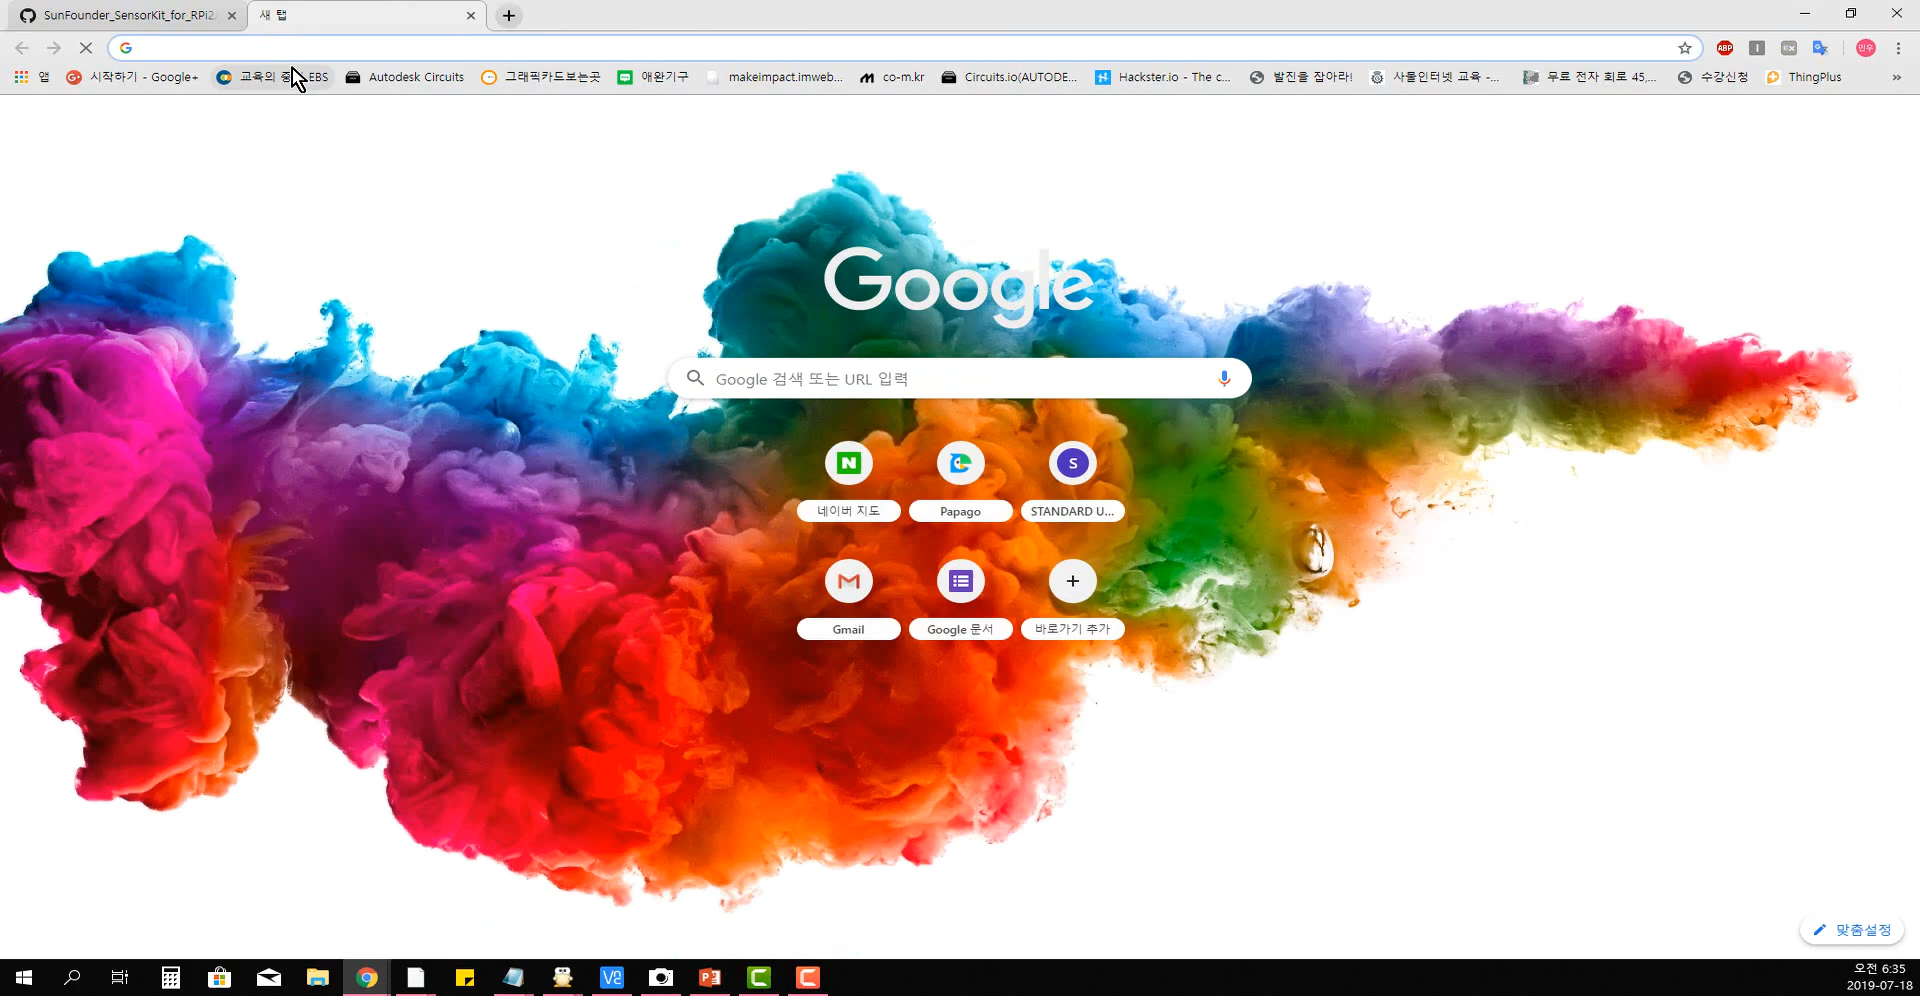 SunFounder_SensorKit_for_RPi2/
새 탭
앱
시작하기 - Google+
교육의 중 EBS
Autodesk Circuits
그래픽카드보는곳
애완기구
makeimpact.imweb...
co-m.kr
Circuits.io(AUTODE...
Hackster.io - The c...
발진을 잡아라!
사물인터넷 교육 -...
무료 전자 회로 45,...
수강신청
ThingPlus
»
ABP
EX
민우
Google
Google 검색 또는 URL 입력
네이버 지도
Papago
S
STANDARD U...
Gmail
Google 문서
바로가기 추가
맞춤설정
오전 6:35
2019-07-18